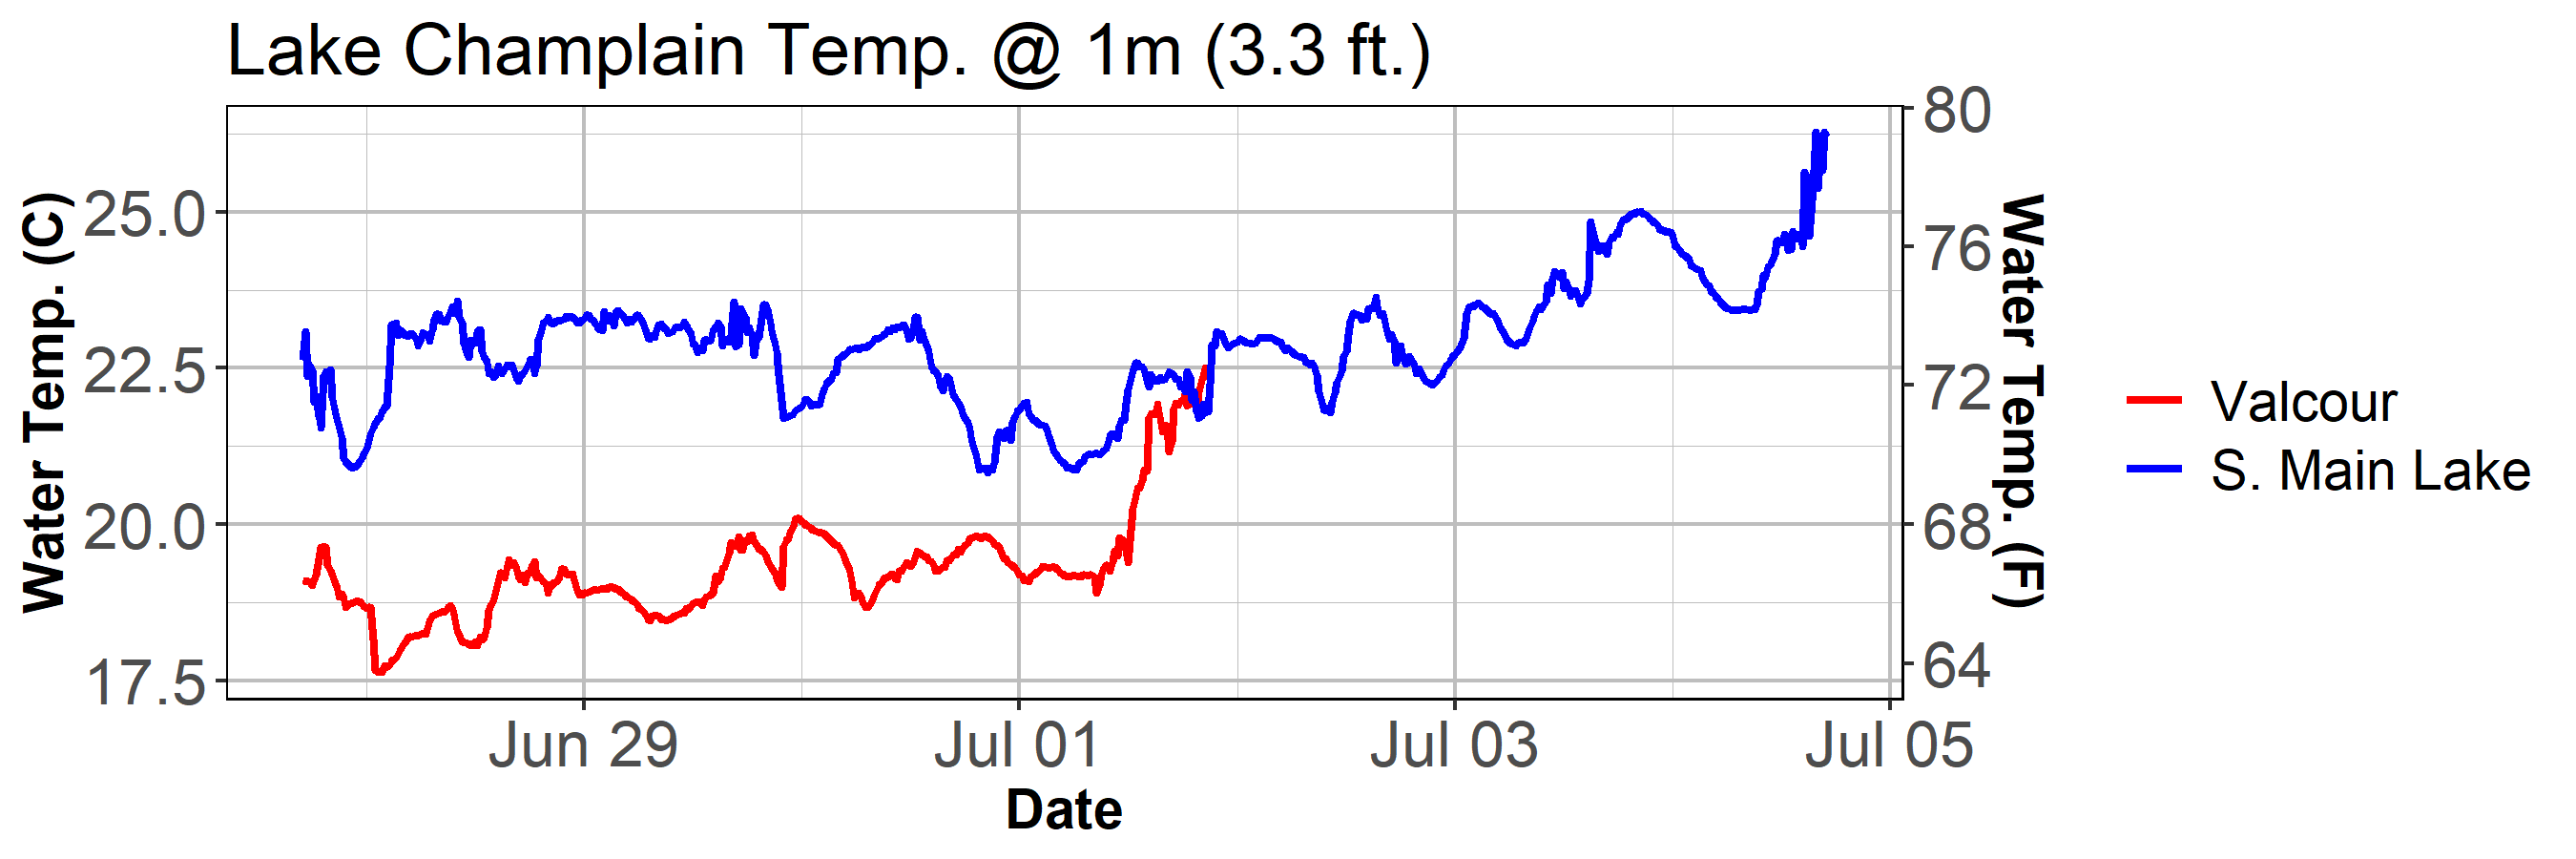 Lake Champlain Temp. @ 1m (3.3 ft.)
Water Temp. (C)
25.0
22.5
20.0
17.5
80
76
72
68
64
Water Temp. (F)
Jun 29
Jul 01
Jul 03
Jul 05
Date
Valcour
S. Main Lake